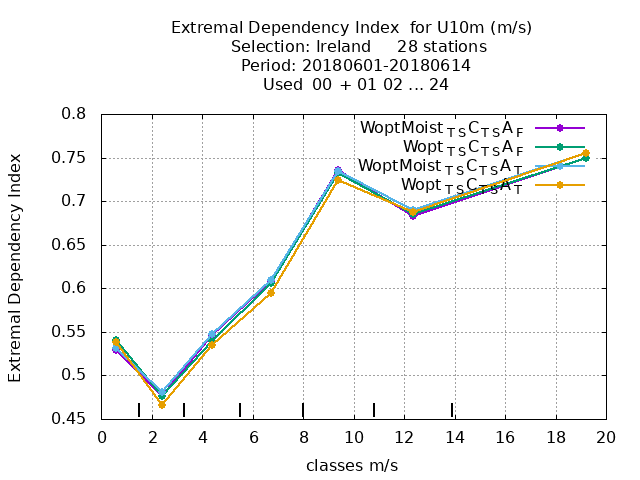 Extremal Dependency Index  for U10m (m/s)
Selection: Ireland     28 stations
Period: 20180601-20180614
Used  00 + 01 02 ... 24
WoptMoist TS C TS A F
Wopt TS C TS A F
WoptMoist TS C TS A T
Wopt TS C TS A T
0.8
0.75
0.7
0.65
0.6
0.55
0.5
0.45
Extremal Dependency Index
0 2 4 6 8 10 12 14 16 18 20
classes m/s